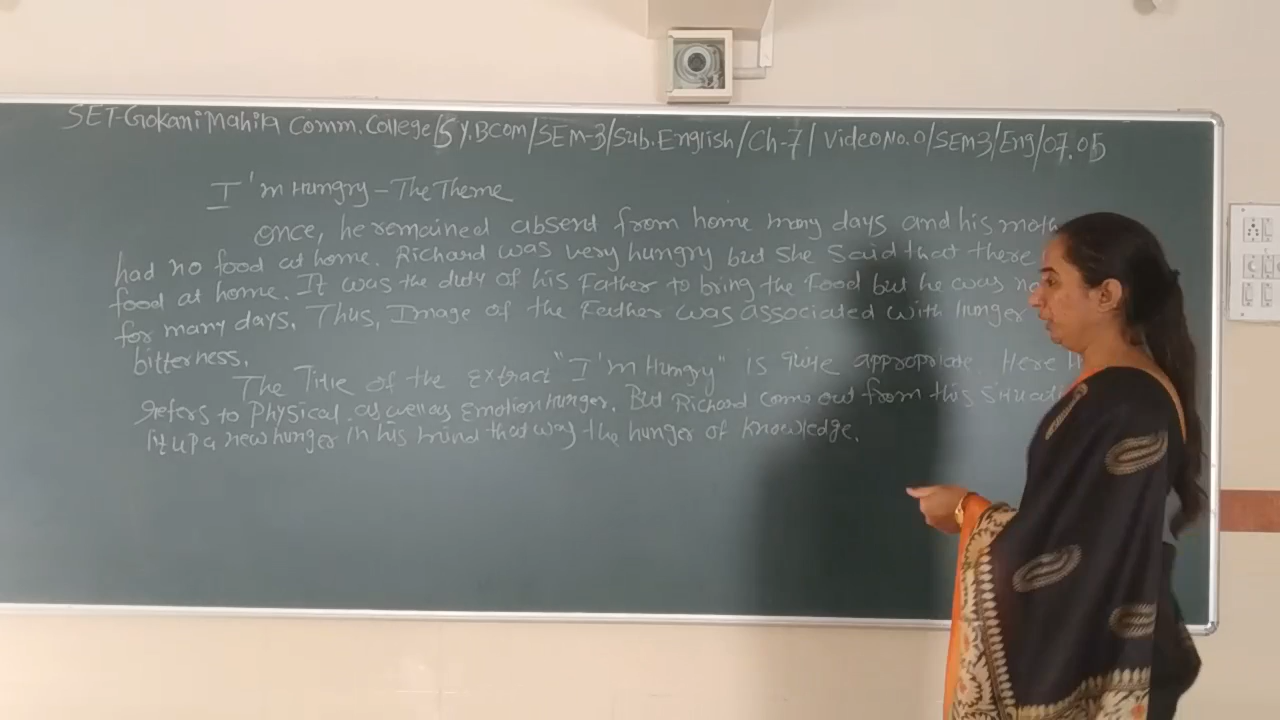 SET-Gokani Mahila Comm. College/S.Y.BCOM/SEM-3/Sub.English/Ch-7/Video No.0/SEM3/Eng/07.05
I'm Hungry - The Theme
Once, he remained absend from home many days and his
had no food at home. Richard was very hungry but she said that there
food at home. It was the duty of his Father to bring the Food but he was
for many days. Thus, Image of the Father was associated with hunger
bitterness.
The Title of the extract "I'm Hungry" is quite appropriate. Here
refers to Physical as well as Emotion hunger. But Richard come out from this
lit up a new hunger in his mind that was the hunger of knowledge.